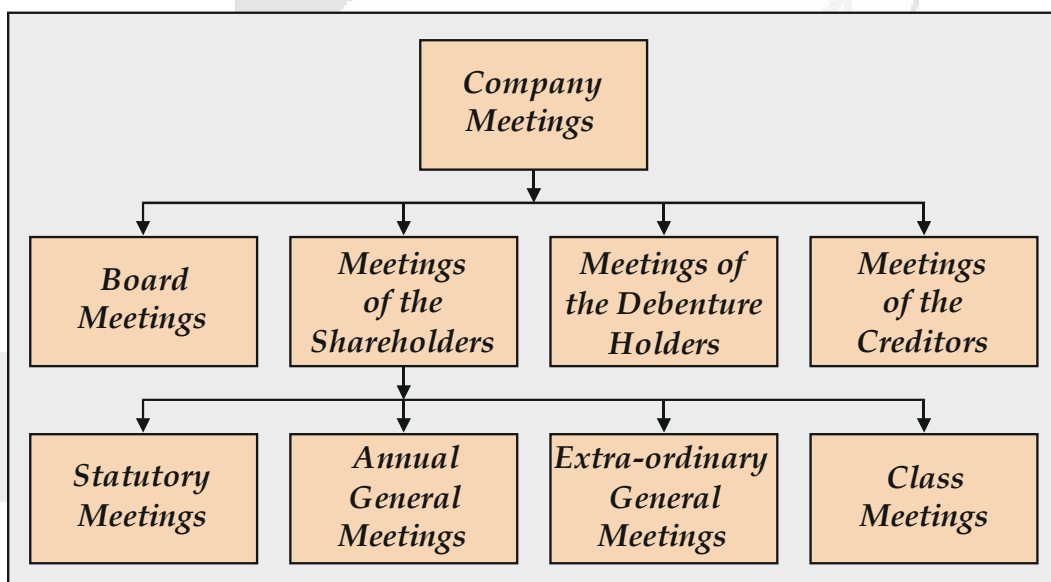 Company
Meetings
Board
Meetings
Meetings
of the
Shareholders
Meetings of
the Debenture
Holders
Meetings
of the
Creditors
Statutory
Meetings
Annual
General
Meetings
Extra-ordinary
General
Meetings
Class
Meetings